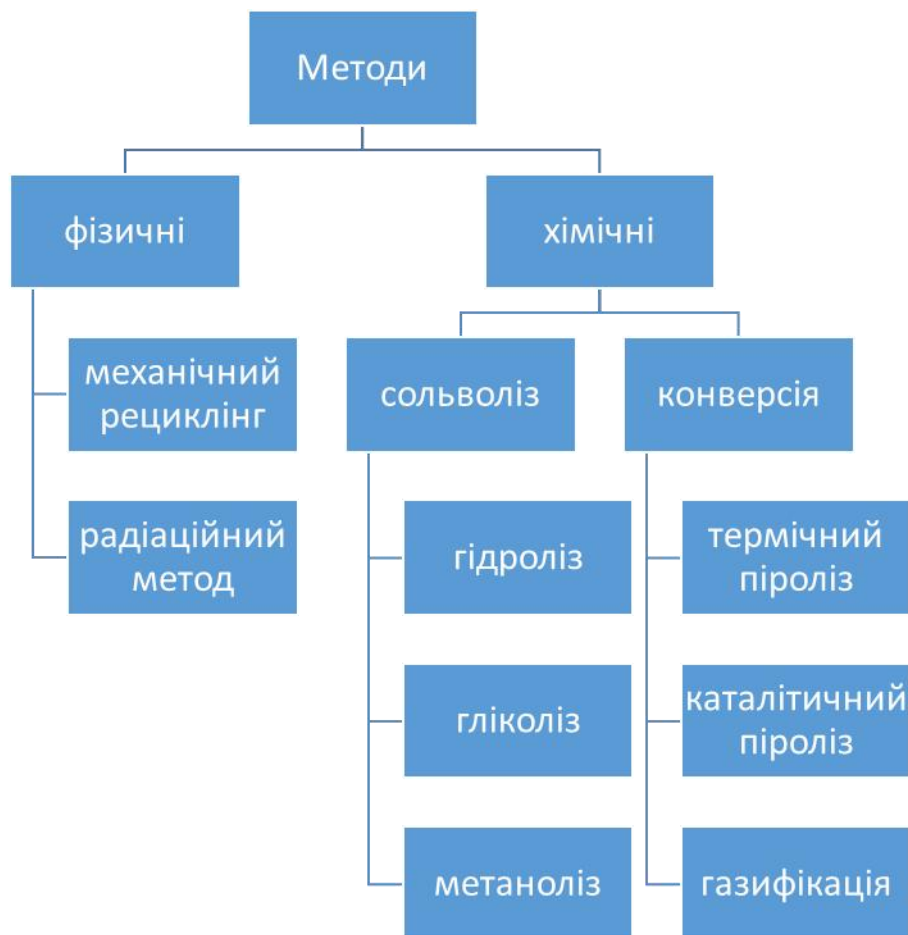 Методи
фізичні
хімічні
механічний
рециклінг
радіаційний
метод
сольволіз
конверсія
гідроліз
гліколіз
метаноліз
термічний
піроліз
каталітичний
піроліз
газифікація